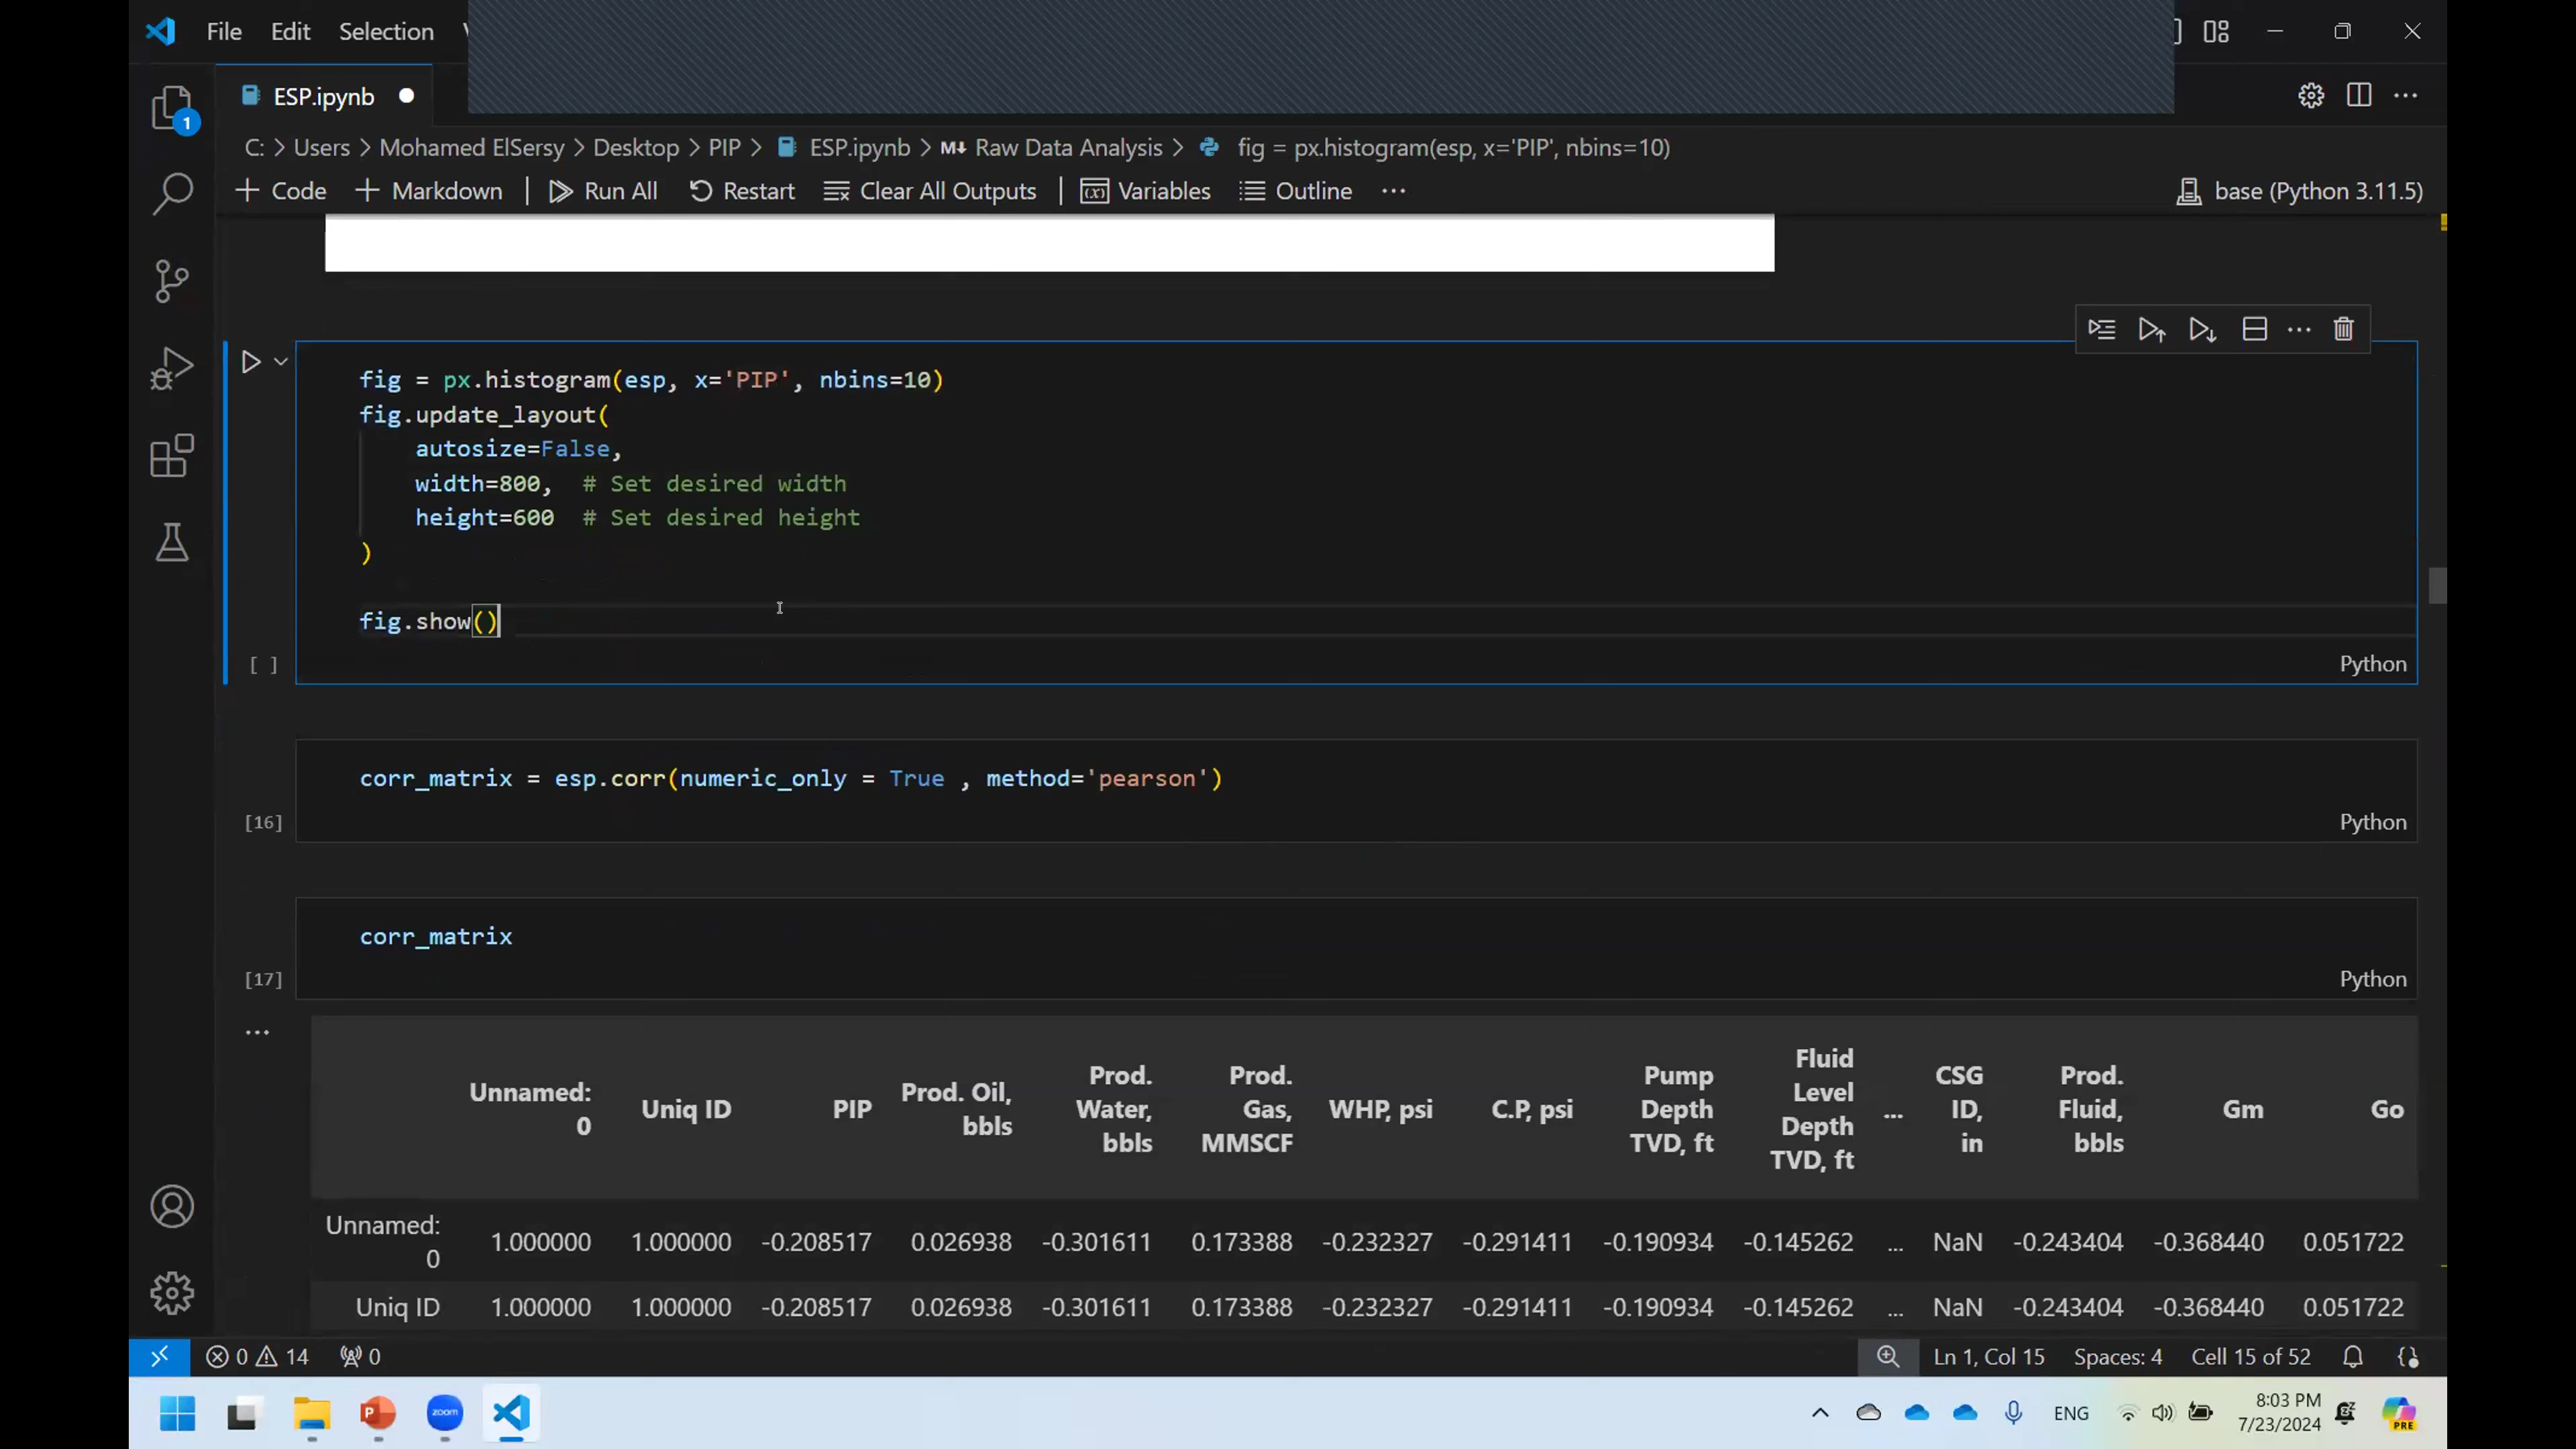 File Edit Selection
ESP.ipynb
1
C: > Users > Mohamed ElSersy > Desktop > PIP > ESP.ipynb > M↓ Raw Data Analysis > fig = px.histogram(esp, x='PIP', nbins=10)
+ Code + Markdown | Run All Restart Clear All Outputs | Variables Outline ... base (Python 3.11.5)
fig = px.histogram(esp, x='PIP', nbins=10)
fig.update_layout(
autosize=False,
width=800, # Set desired width
height=600 # Set desired height
)
fig.show()
[ ] Python
corr_matrix = esp.corr(numeric_only = True , method='pearson')
[16] Python
corr_matrix
[17] Python
...
Unnamed: 0 Uniq ID PIP Prod. Oil, bbls Prod. Water, bbls Prod. Gas, MMSCF WHP, psi C.P, psi Pump Depth TVD, ft Fluid Level Depth TVD, ft ... CSG ID, in Prod. Fluid, bbls Gm Go
Unnamed: 0 1.000000 1.000000 -0.208517 0.026938 -0.301611 0.173388 -0.232327 -0.291411 -0.190934 -0.145262 ... NaN -0.243404 -0.368440 0.051722
Uniq ID 1.000000 1.000000 -0.208517 0.026938 -0.301611 0.173388 -0.232327 -0.291411 -0.190934 -0.145262 ... NaN -0.243404 -0.368440 0.051722
0 14 0 Ln 1, Col 15 Spaces: 4 Cell 15 of 52
P zoom ENG 8:03 PM
7/23/2024
PRE